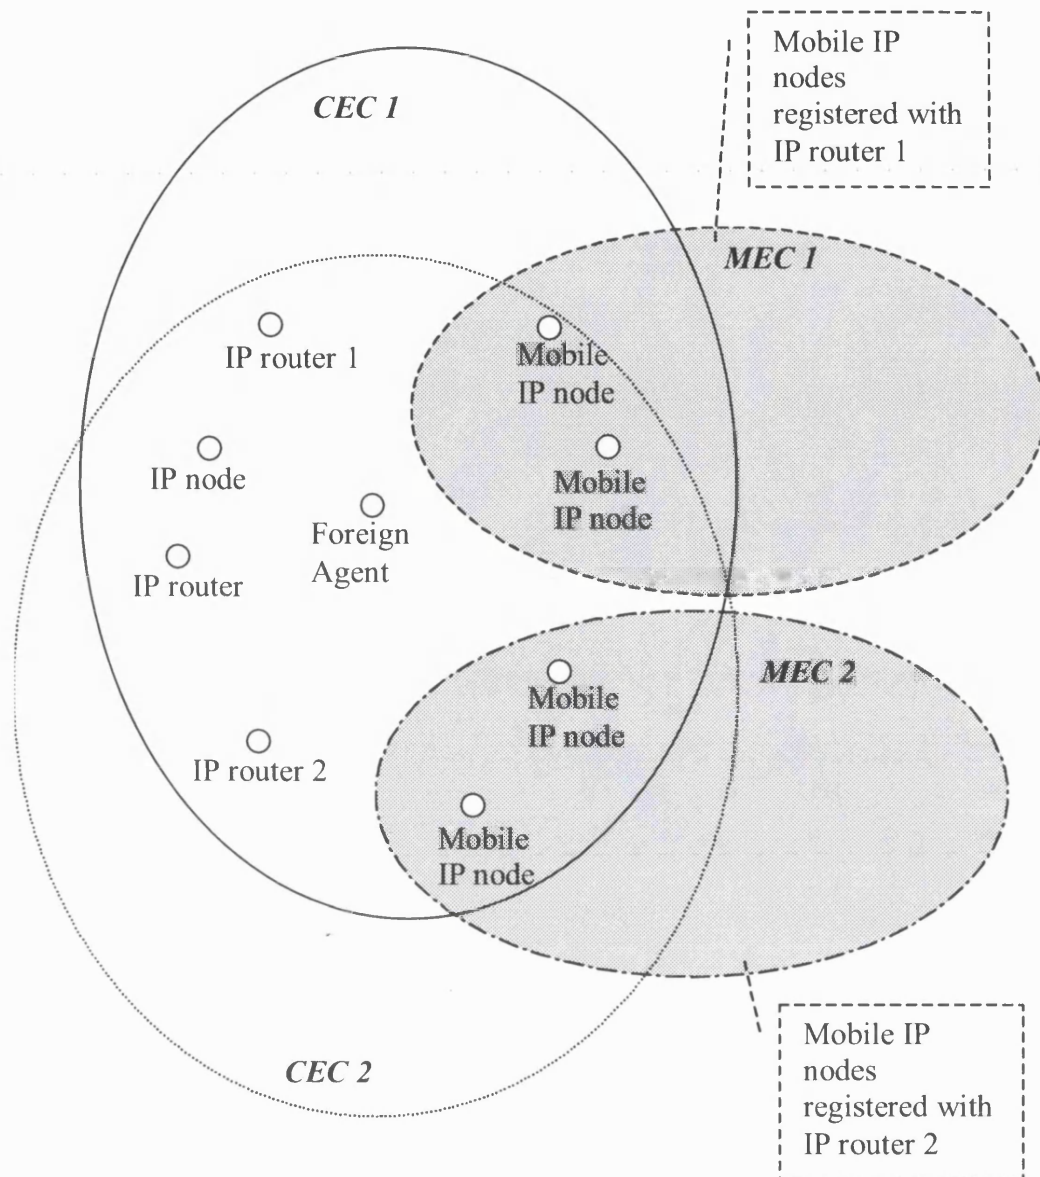 Mobile IP
nodes
registered with
IP router 1
CEC 1
MEC 1
IP router 1
Mobile
IP node
IP node
Mobile
IP node
Foreign
Agent
IP router
MEC 2
Mobile
IP node
IP router 2
Mobile
IP node
CEC 2
Mobile IP
nodes
registered with
IP router 2